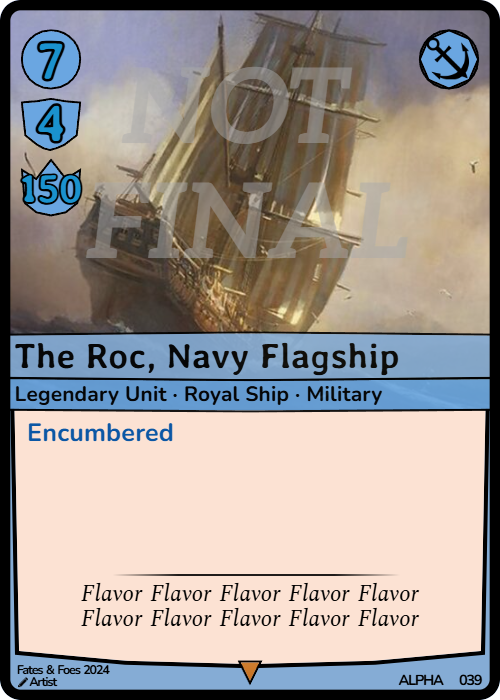 7
4
150
NOT
FINAL
The Roc, Navy Flagship
Legendary Unit · Royal Ship · Military
Encumbered
Flavor Flavor Flavor Flavor Flavor
Flavor Flavor Flavor Flavor Flavor
Fates & Foes 2024
Artist
ALPHA 039